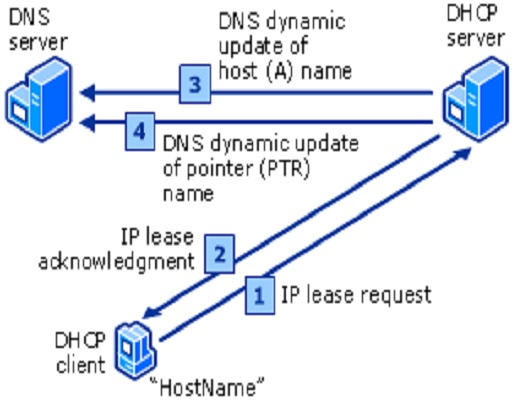 DNS
server
DNS dynamic
update of
host (A) name
DHCP
server
3
4
DNS dynamic update
of pointer (PTR)
name
IP lease
acknowledgment
2
1
IP lease request
DHCP
client
"HostName"